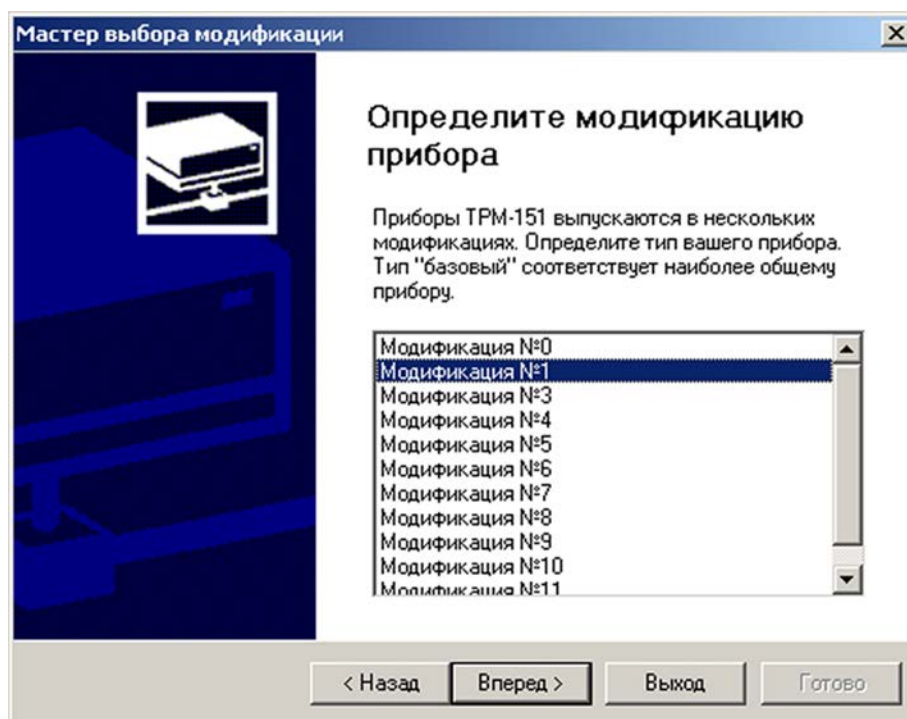 Мастер выбора модификации
Определите модификацию
прибора
Приборы ТРМ-151 выпускаются в нескольких
модификациях. Определите тип вашего прибора.
Тип "базовый" соответствует наиболее общему
прибору.
Модификация №0
Модификация №1
Модификация №3
Модификация №4
Модификация №5
Модификация №6
Модификация №7
Модификация №8
Модификация №9
Модификация №10
Модификация №11
< Назад
Вперед >
Выход
Готово